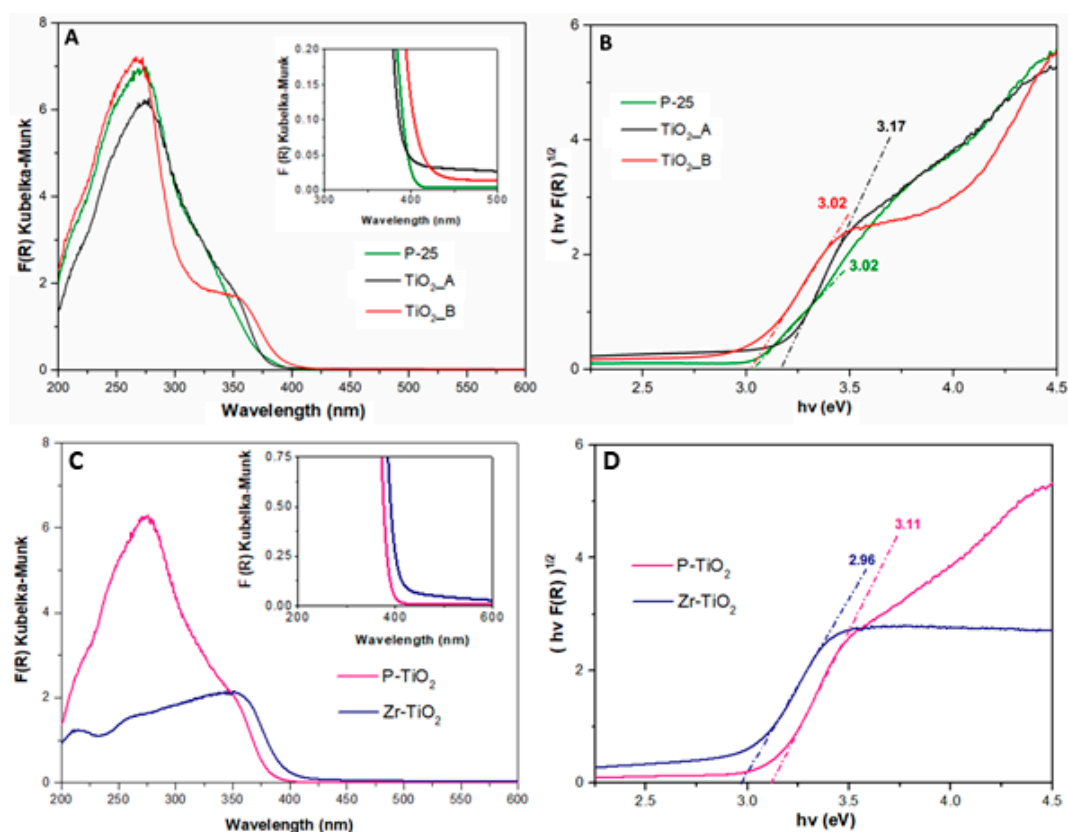 A
F(R) Kubelka-Munk
8
6
4
2
0
200 250 300 350 400 450 500 550 600
Wavelength (nm)
F (R) Kubelka-Munk
0.20
0.15
0.10
0.05
0.00
300 400 500
Wavelength (nm)
P-25
TiO₂_A
TiO₂_B
B
( hv F(R) )^1/2
6
4
2
0
2.5 3.0 3.5 4.0 4.5
hv (eV)
P-25
TiO₂_A
TiO₂_B
3.17
3.02
3.02
C
F(R) Kubelka-Munk
8
6
4
2
0
200 250 300 350 400 450 500 550 600
Wavelength (nm)
F (R) Kubelka-Munk
0.75
0.50
0.25
0.00
200 300 400 500 600
Wavelength (nm)
P-TiO₂
Zr-TiO₂
D
( hv F(R) )^1/2
6
4
2
0
2.5 3.0 3.5 4.0 4.5
hv (eV)
P-TiO₂
Zr-TiO₂
2.96
3.11